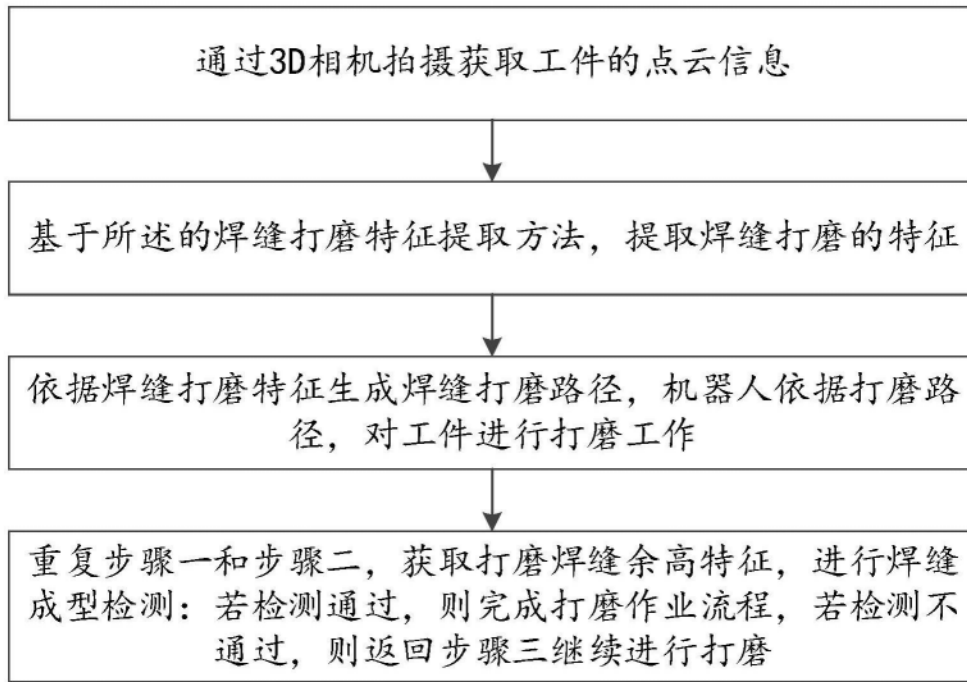 通过3D相机拍摄获取工件的点云信息
基于所述的焊缝打磨特征提取方法，提取焊缝打磨的特征
依据焊缝打磨特征生成焊缝打磨路径，机器人依据打磨路
径，对工件进行打磨工作
重复步骤一和步骤二，获取打磨焊缝余高特征，进行焊缝
成型检测：若检测通过，则完成打磨作业流程，若检测不
通过，则返回步骤三继续进行打磨